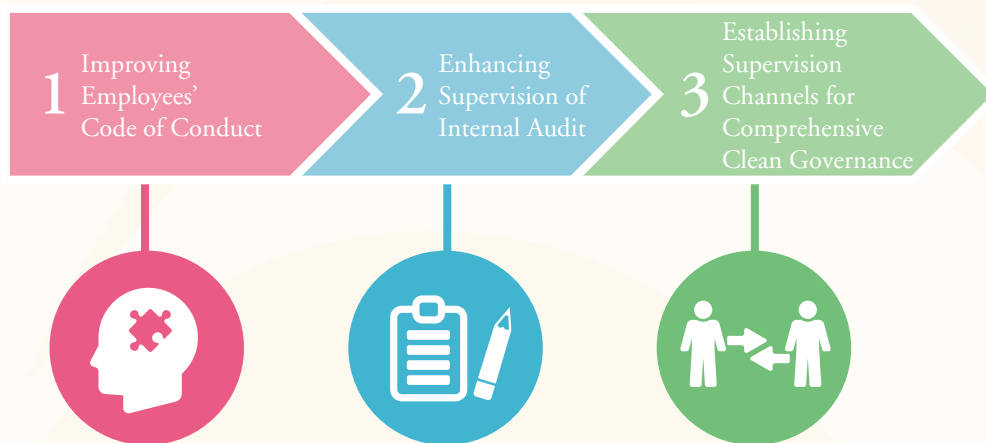 1
Improving
Employees’
Code of Conduct
2
Enhancing
Supervision of
Internal Audit
3
Establishing
Supervision
Channels for
Comprehensive
Clean Governance